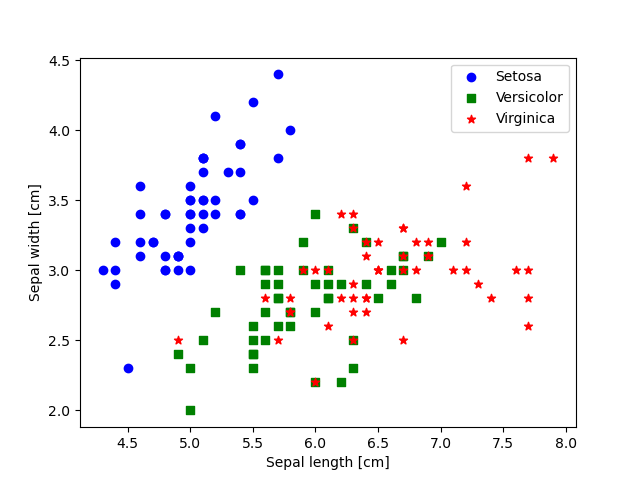 Setosa
Versicolor
Virginica
4.5
4.0
3.5
3.0
2.5
2.0
Sepal width [cm]
4.5 5.0 5.5 6.0 6.5 7.0 7.5 8.0
Sepal length [cm]